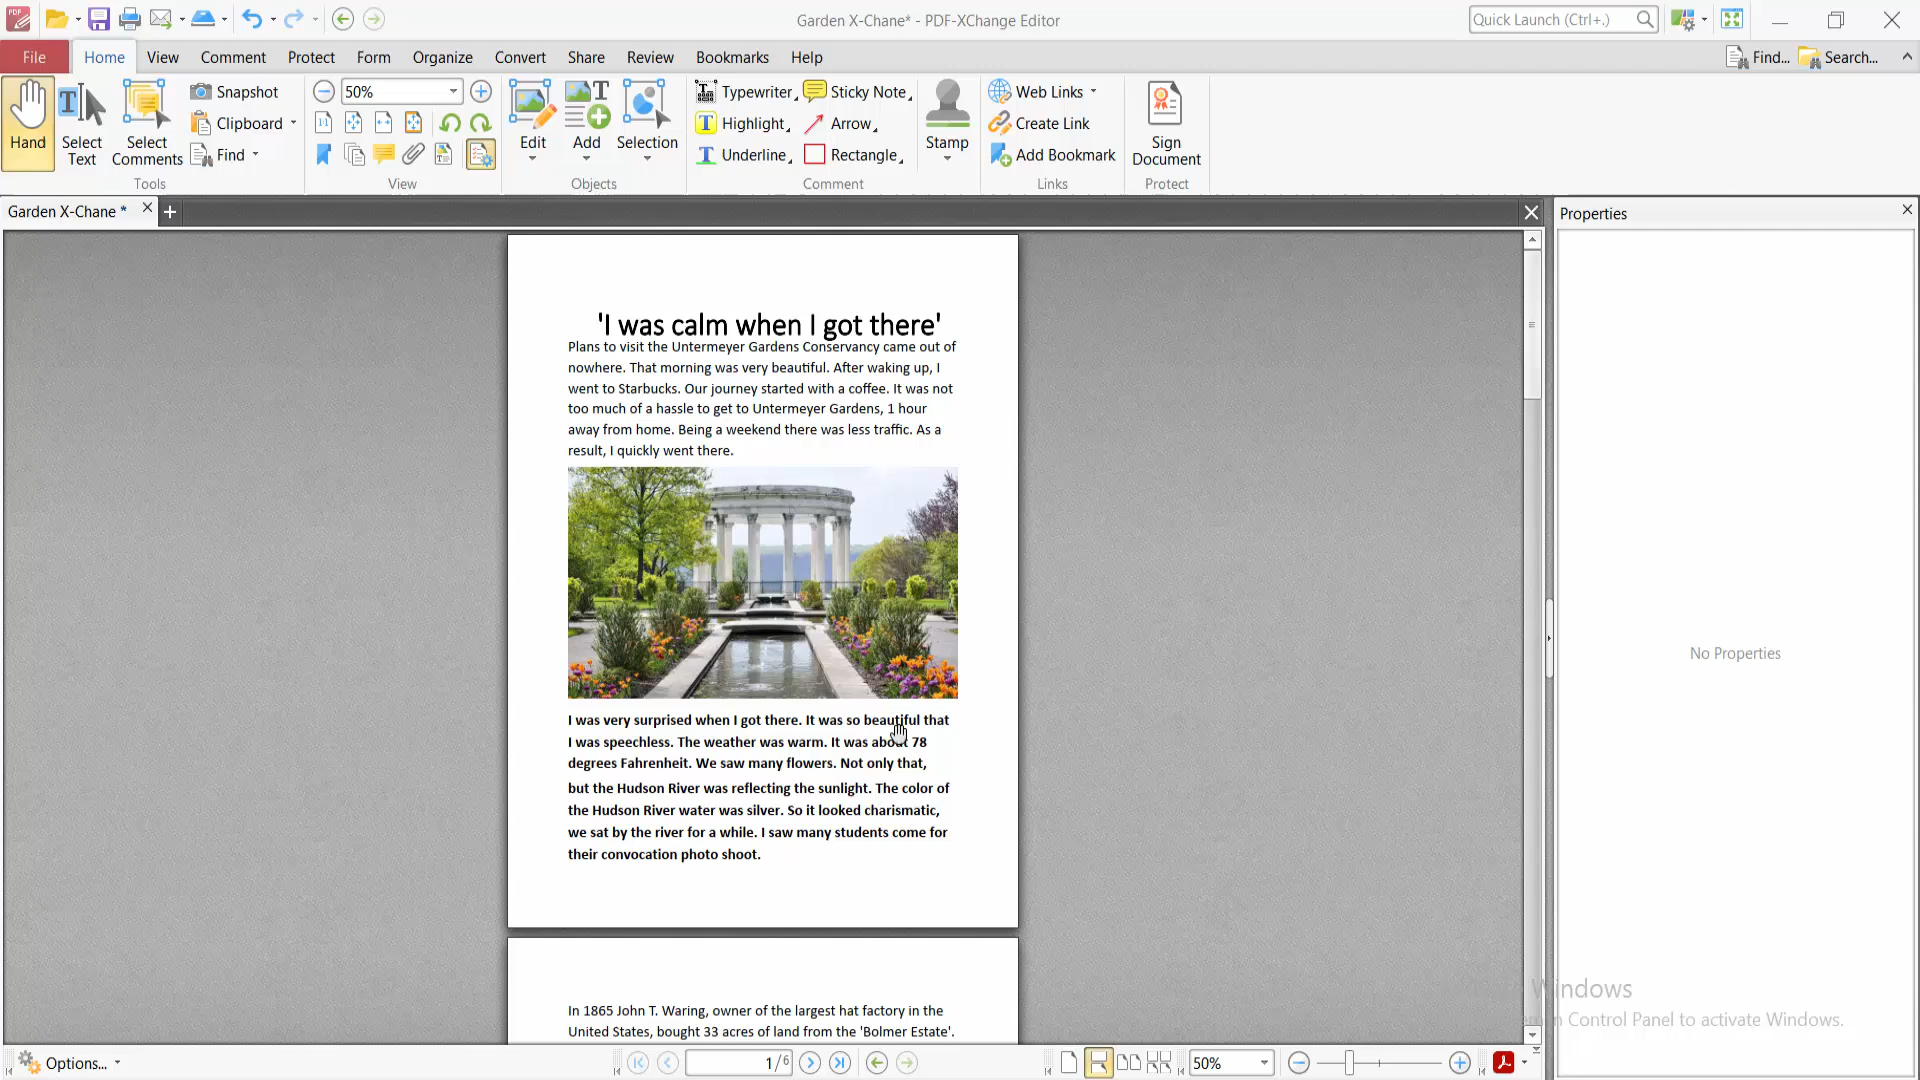 Garden X-Chane* - PDF-XChange Editor
Quick Launch (Ctrl+.)
File Home View Comment Protect Form Organize Convert Share Review Bookmarks Help
Find... Search...
Hand
Select Text
Select Comments
Snapshot
Clipboard
Find
Tools
50%
View
Edit
Add
Selection
Objects
Typewriter
Highlight
Underline
Sticky Note
Arrow
Rectangle
Stamp
Comment
Web Links
Create Link
Add Bookmark
Links
Sign Document
Protect
Garden X-Chane *
Properties
'I was calm when I got there'
Plans to visit the Untermeyer Gardens Conservancy came out of
nowhere. That morning was very beautiful. After waking up, I
went to Starbucks. Our journey started with a coffee. It was not
too much of a hassle to get to Untermeyer Gardens, 1 hour
away from home. Being a weekend there was less traffic. As a
result, I quickly went there.
I was very surprised when I got there. It was so beautiful that
I was speechless. The weather was warm. It was about 78
degrees Fahrenheit. We saw many flowers. Not only that,
but the Hudson River was reflecting the sunlight. The color of
the Hudson River water was silver. So it looked charismatic,
we sat by the river for a while. I saw many students come for
their convocation photo shoot.
In 1865 John T. Waring, owner of the largest hat factory in the
United States, bought 33 acres of land from the 'Bolmer Estate'.
No Properties
Windows
Control Panel to activate Windows.
Options...
1/6
50%